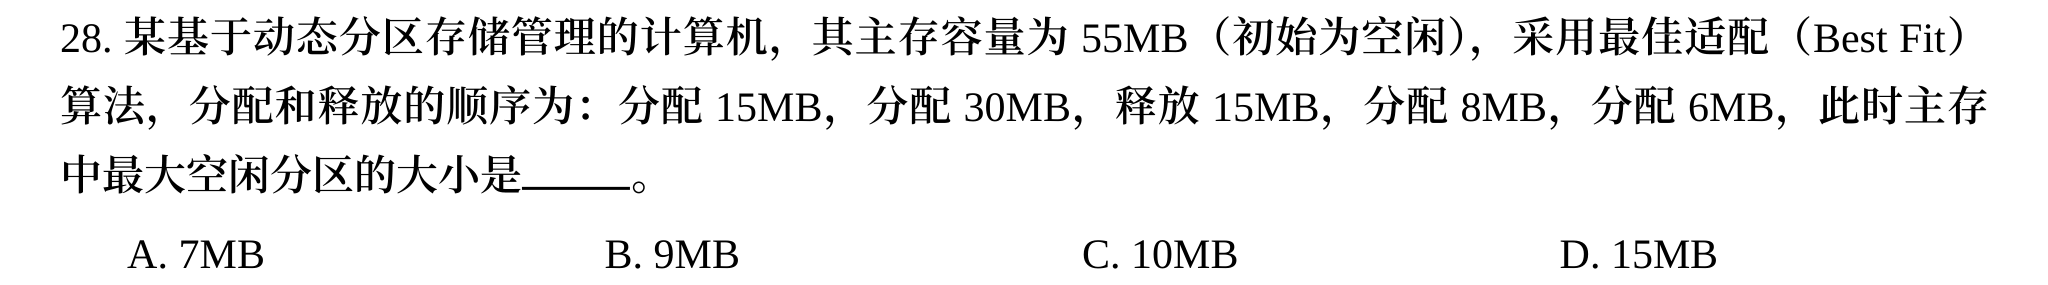 28. 某基于动态分区存储管理的计算机，其主存容量为 55MB（初始为空闲），采用最佳适配（Best Fit）
算法，分配和释放的顺序为：分配 15MB，分配 30MB，释放 15MB，分配 8MB，分配 6MB，此时主存
中最大空闲分区的大小是_____。
A. 7MB B. 9MB C. 10MB D. 15MB